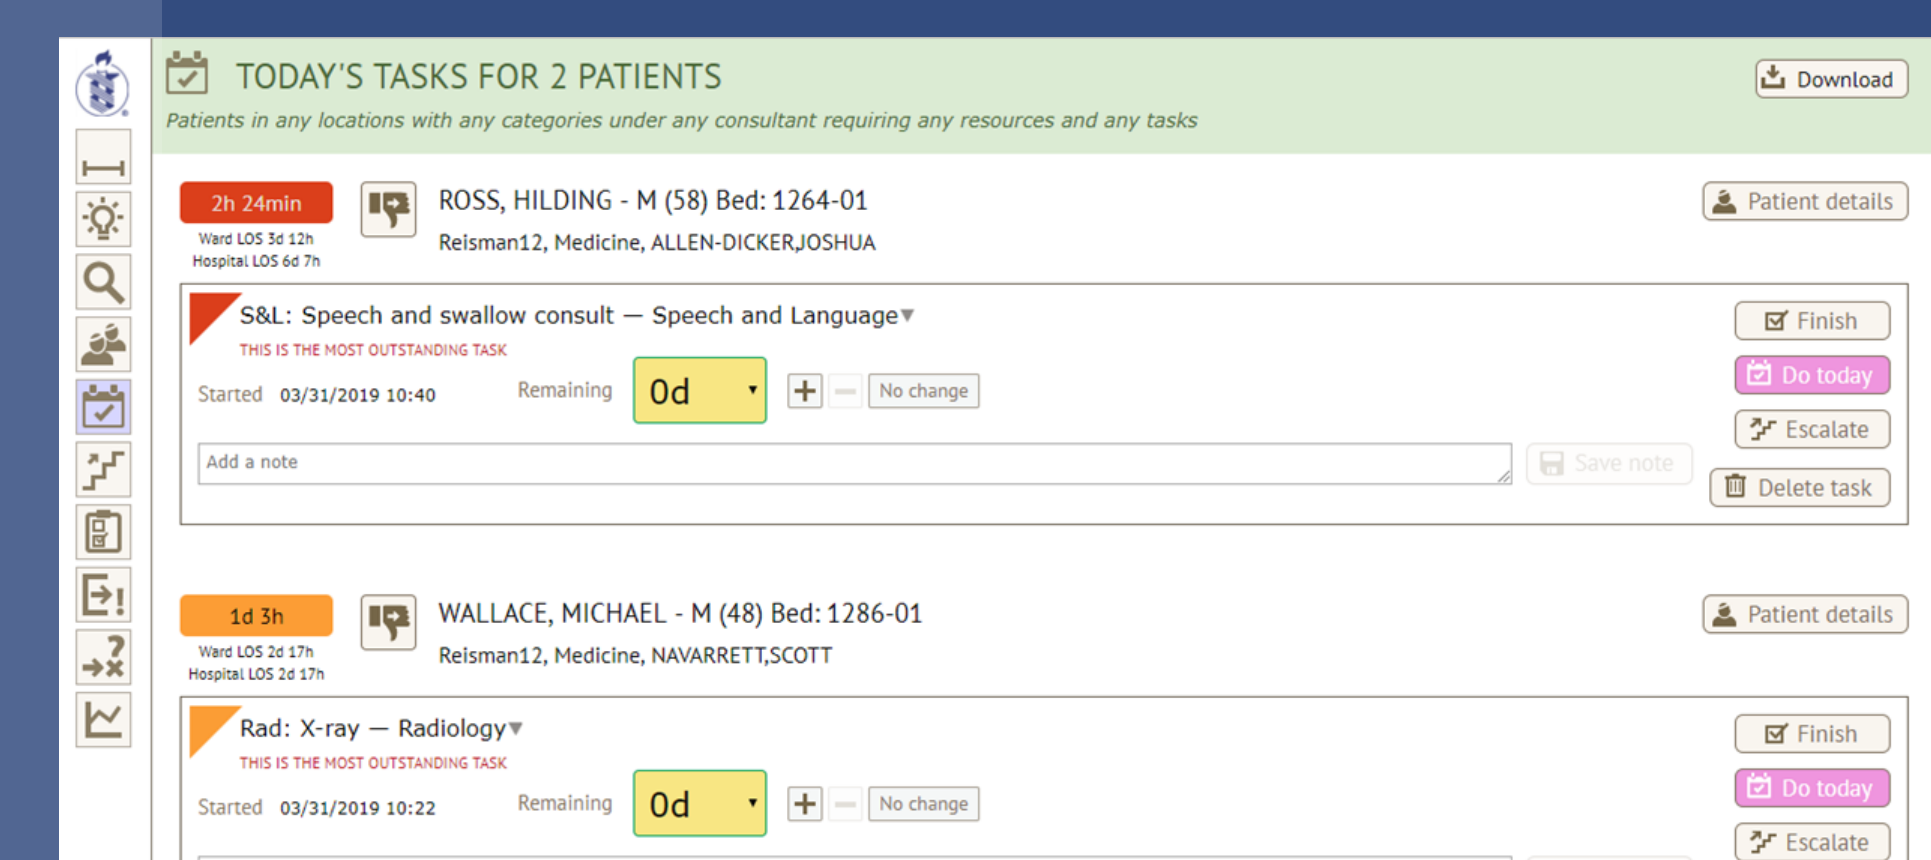 TODAY'S TASKS FOR 2 PATIENTS
Download
Patients in any locations with any categories under any consultant requiring any resources and any tasks
2h 24min
ROSS, HILDING - M (58) Bed: 1264-01
Patient details
Ward LOS 3d 12h
Reisman12, Medicine, ALLEN-DICKER,JOSHUA
Hospital LOS 6d 7h
S&L: Speech and swallow consult — Speech and Language▼
Finish
THIS IS THE MOST OUTSTANDING TASK
Do today
Started 03/31/2019 10:40 Remaining 0d + − No change
Escalate
Add a note
Save note
Delete task
1d 3h
WALLACE, MICHAEL - M (48) Bed: 1286-01
Patient details
Ward LOS 2d 17h
Reisman12, Medicine, NAVARRETT,SCOTT
Hospital LOS 2d 17h
Rad: X-ray — Radiology▼
Finish
THIS IS THE MOST OUTSTANDING TASK
Do today
Started 03/31/2019 10:22 Remaining 0d + − No change
Escalate